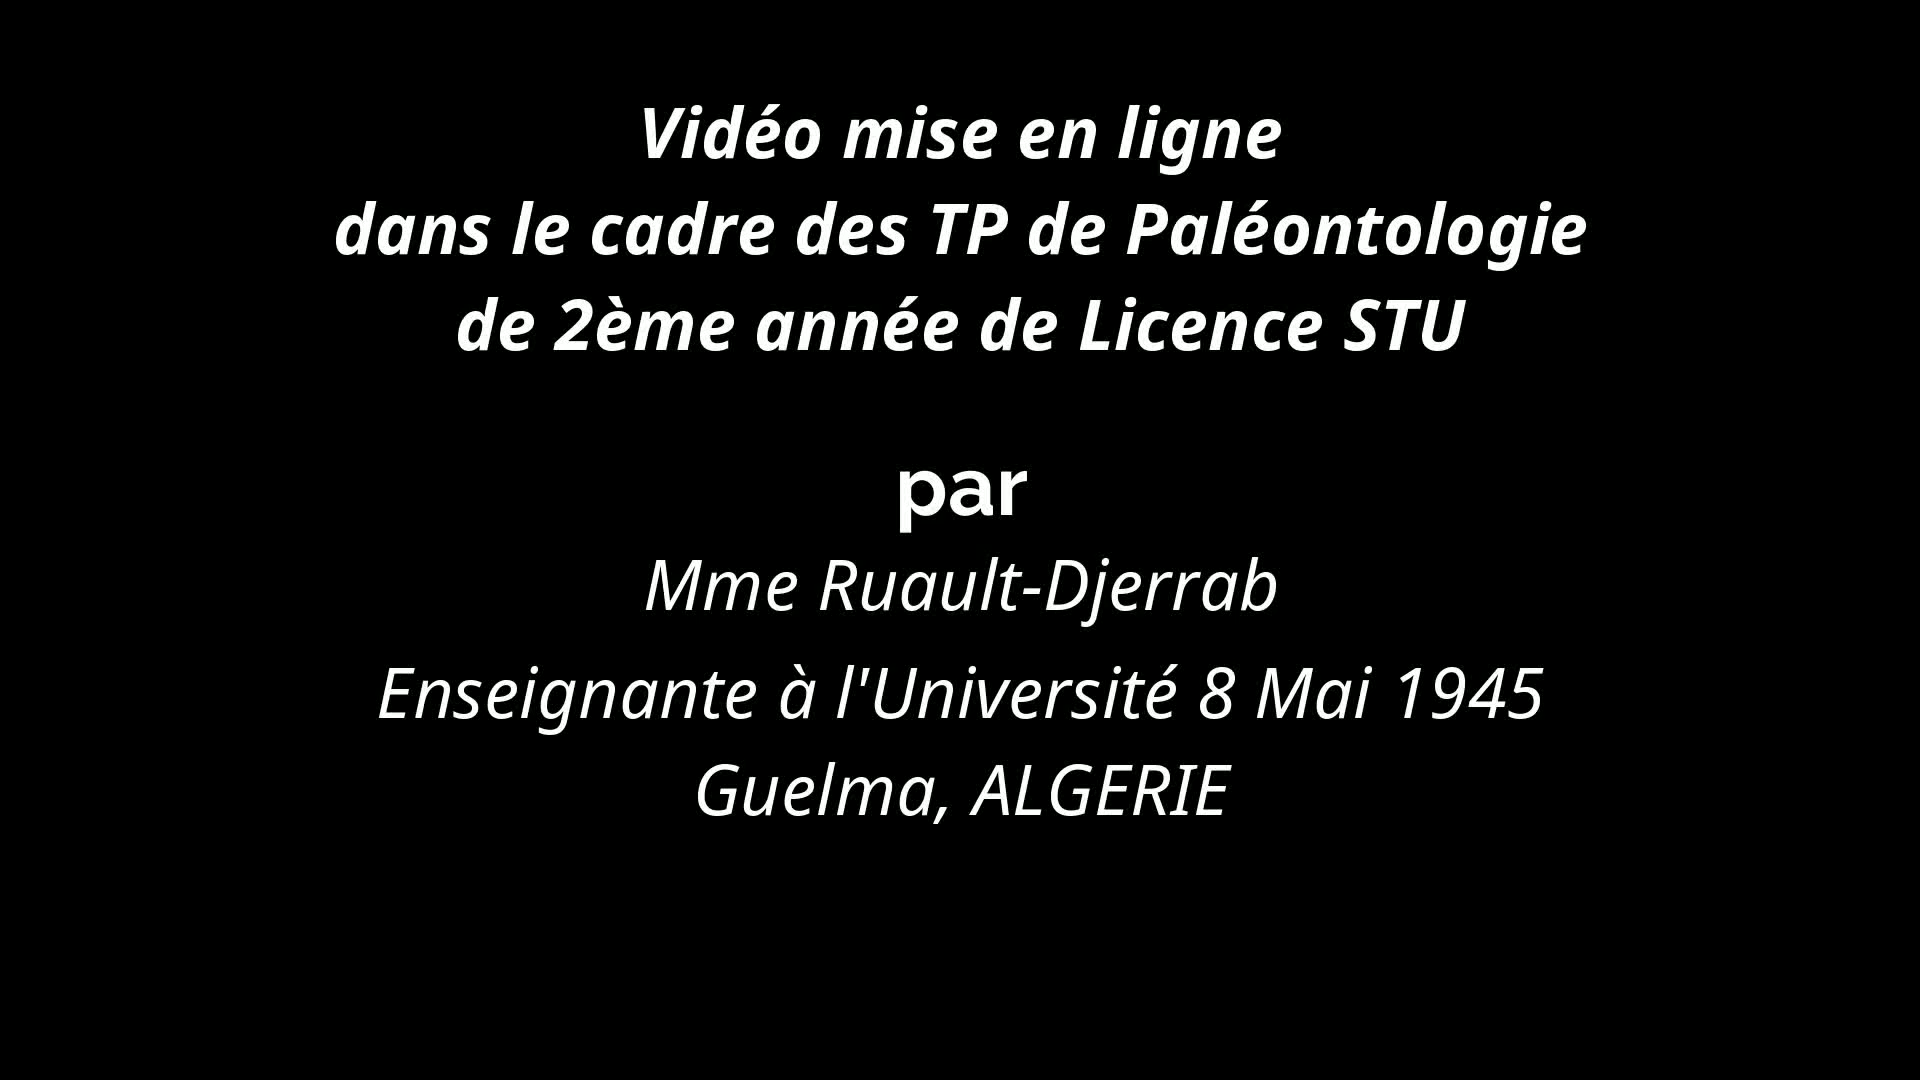 Vidéo mise en ligne
dans le cadre des TP de Paléontologie
de 2ème année de Licence STU
par
Mme Ruault-Djerrab
Enseignante à l'Université 8 Mai 1945
Guelma, ALGERIE